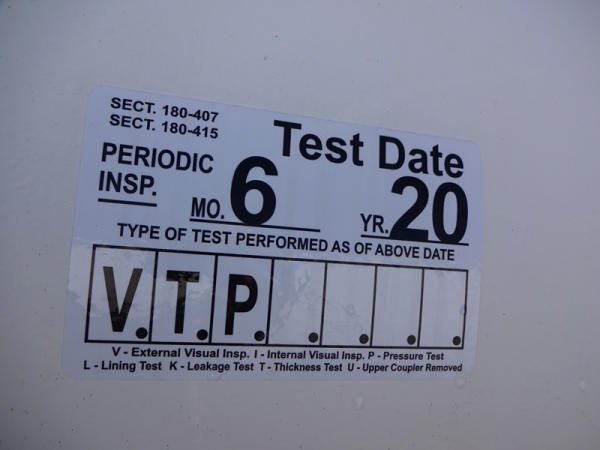 SECT. 180-407
SECT. 180-415
Test Date
PERIODIC
INSP.
MO. 6 YR. 20
TYPE OF TEST PERFORMED AS OF ABOVE DATE
V. T. P. . . . .
V - External Visual Insp. I - Internal Visual Insp. P - Pressure Test
L - Lining Test K - Leakage Test T - Thickness Test U - Upper Coupler Removed